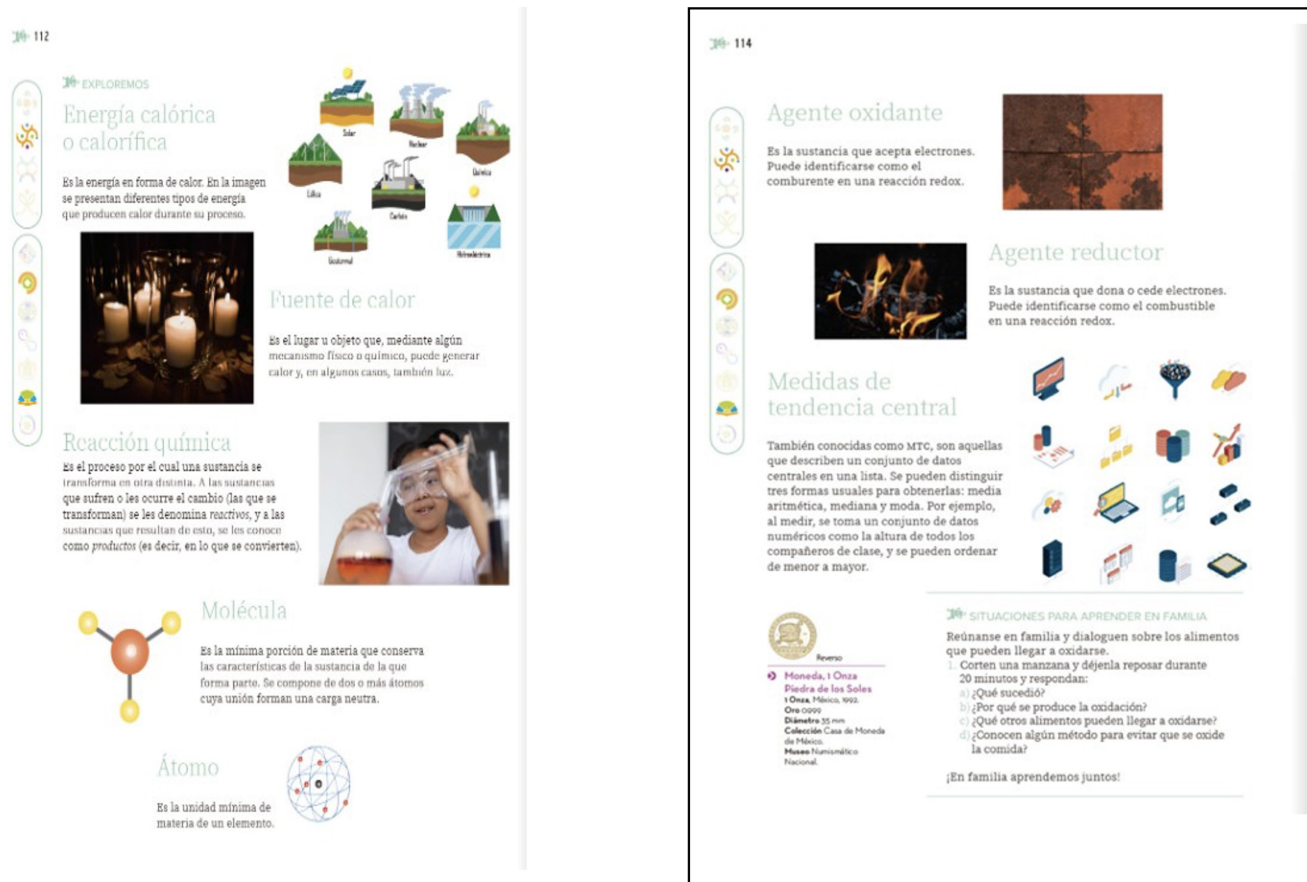 112
EXPLOREMOS
Energía calórica
o calorífica
Es la energía en forma de calor. En la imagen
se presentan diferentes tipos de energía
que producen calor durante su proceso.
Solar
Nuclear
Química
Eólica
Carbón
Geotermal
Hidroeléctrica
Fuente de calor
Es el lugar u objeto que, mediante algún
mecanismo físico o químico, puede generar
calor y, en algunos casos, también luz.
Reacción química
Es el proceso por el cual una sustancia se
transforma en otra distinta. A las sustancias
que sufren o les ocurre el cambio (las que se
transforman) se les denomina reactivos, y a las
sustancias que resultan de esto, se les conoce
como productos (es decir, en lo que se convierten).
Molécula
Es la mínima porción de materia que conserva
las características de la sustancia de la que
forma parte. Se compone de dos o más átomos
cuya unión forman una carga neutra.
Átomo
Es la unidad mínima de
materia de un elemento.
114
Agente oxidante
Es la sustancia que acepta electrones.
Puede identificarse como el
comburente en una reacción redox.
Agente reductor
Es la sustancia que dona o cede electrones.
Puede identificarse como el combustible
en una reacción redox.
Medidas de
tendencia central
También conocidas como MTC, son aquellas
que describen un conjunto de datos
centrales en una lista. Se pueden distinguir
tres formas usuales para obtenerlas: media
aritmética, mediana y moda. Por ejemplo,
al medir, se toma un conjunto de datos
numéricos como la altura de todos los
compañeros de clase, y se pueden ordenar
de menor a mayor.
Reverso
Moneda, 1 Onza
Piedra de los Soles
1 Onza, México, 1992.
Oro 0.999
Diámetro 35 mm
Colección Casa de Moneda
de México.
Museo Numismático
Nacional.
SITUACIONES PARA APRENDER EN FAMILIA
Reúnanse en familia y dialoguen sobre los alimentos
que pueden llegar a oxidarse.
1. Corten una manzana y déjenla reposar durante
20 minutos y respondan:
a) ¿Qué sucedió?
b) ¿Por qué se produce la oxidación?
c) ¿Qué otros alimentos pueden llegar a oxidarse?
d) ¿Conocen algún método para evitar que se oxide
la comida?
¡En familia aprendemos juntos!